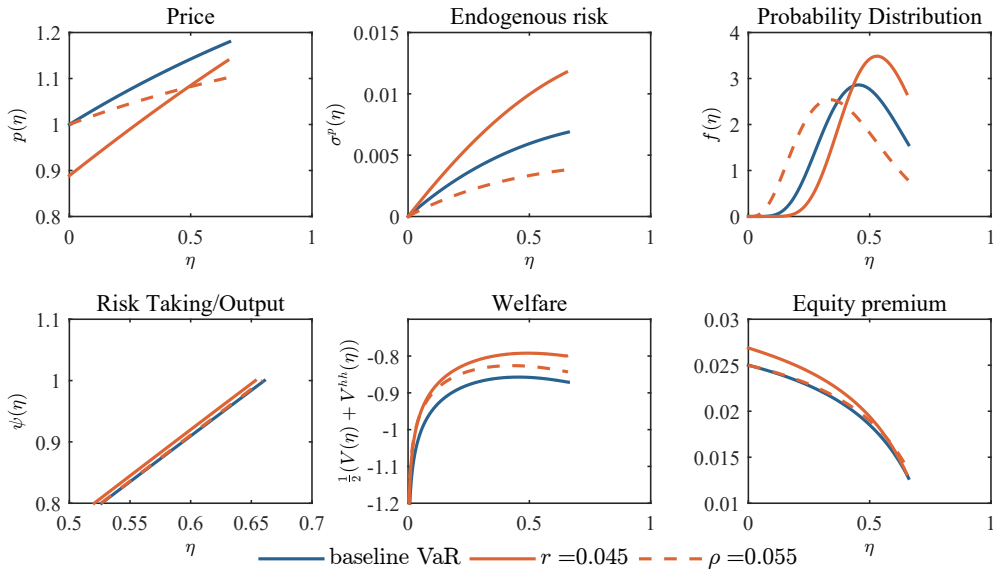 Price
1.2
1.1
1
0.9
0.8
p(η)
0
0.5
1
η
Endogenous risk
0.015
0.01
0.005
0
σ^p(η)
0
0.5
1
η
Probability Distribution
4
3
2
1
0
f(η)
0
0.5
1
η
Risk Taking/Output
1.1
1
0.9
0.8
ψ(η)
0.5
0.55
0.6
0.65
0.7
η
Welfare
-0.8
-0.9
-1
-1.1
-1.2
½(V(η) + V^{hh}(η))
0
0.5
1
Equity premium
0.03
0.025
0.02
0.015
0.01
0
0.5
1
baseline VaR
r =0.045
ρ =0.055